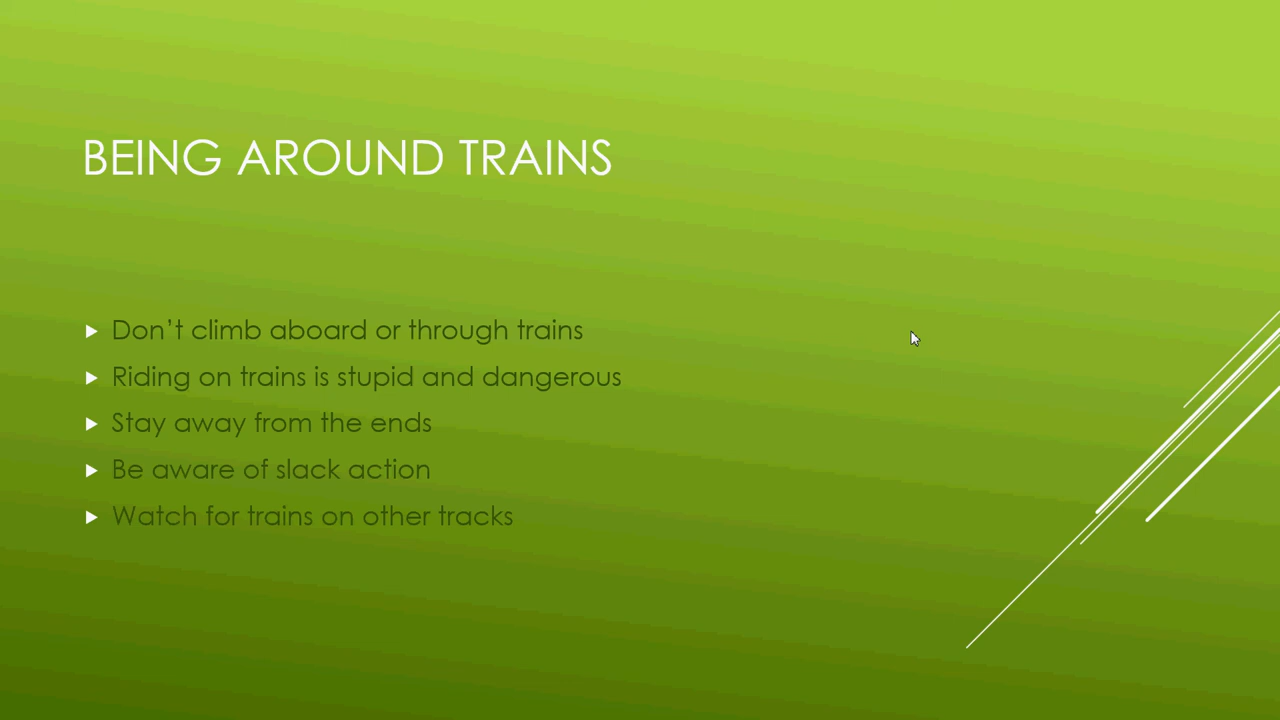 BEING AROUND TRAINS
Don’t climb aboard or through trains
Riding on trains is stupid and dangerous
Stay away from the ends
Be aware of slack action
Watch for trains on other tracks